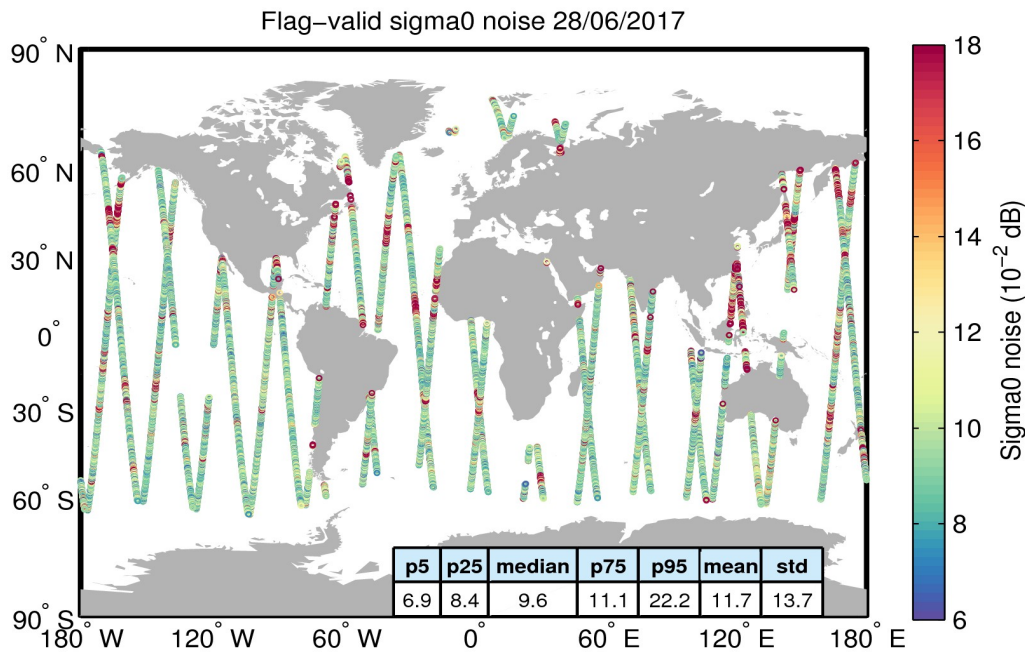 Flag−valid sigma0 noise 28/06/2017
90° N
60° N
30° N
0°
30° S
60° S
90° S
180° W
120° W
60° W
0°
60° E
120° E
180° E
p5 p25 median p75 p95 mean std
6.9 8.4 9.6 11.1 22.2 11.7 13.7
18
16
14
12
10
8
6
Sigma0 noise (10⁻² dB)